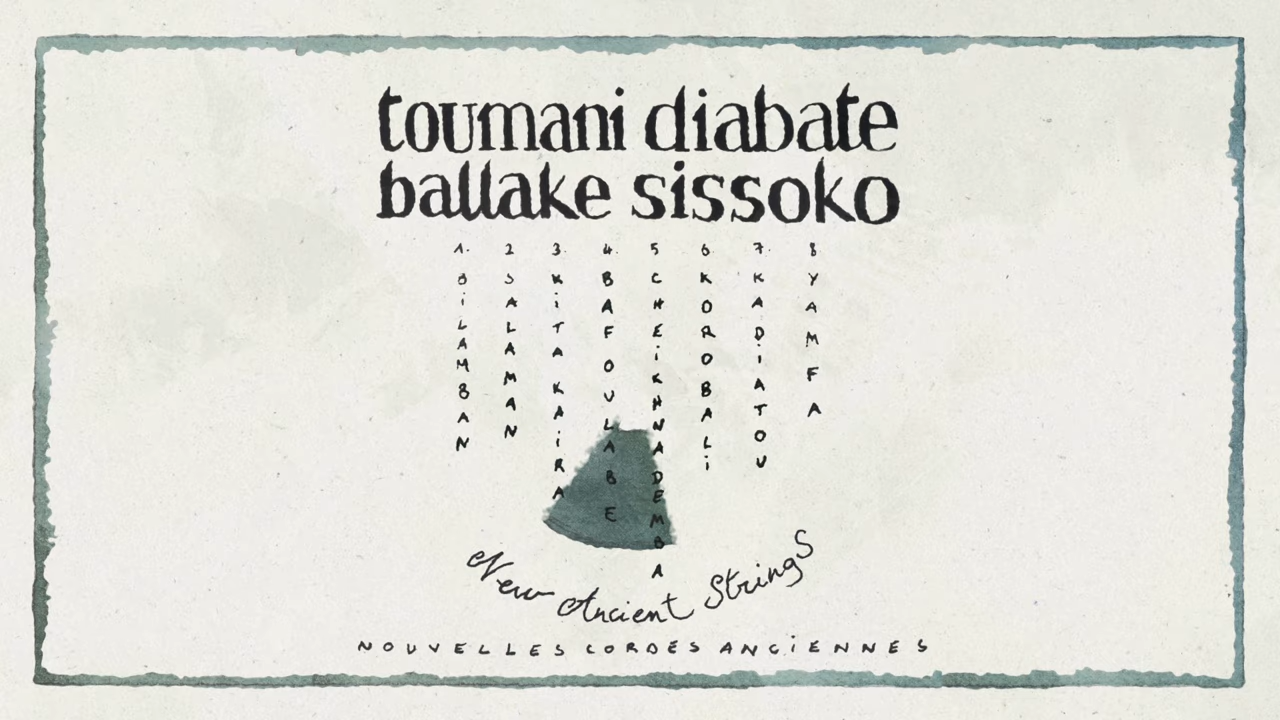 toumani diabate
ballake sissoko
1. BiLAMBAN
2 SALAMAN
3. KiTA KAiRA
4. BAFOULABE
5 CHEiKHNA DEMBA
6 KOROBALi
7. KADiATOU
8 YAMFA
New Ancient Strings
NOUVELLES CORDES ANCiENNES